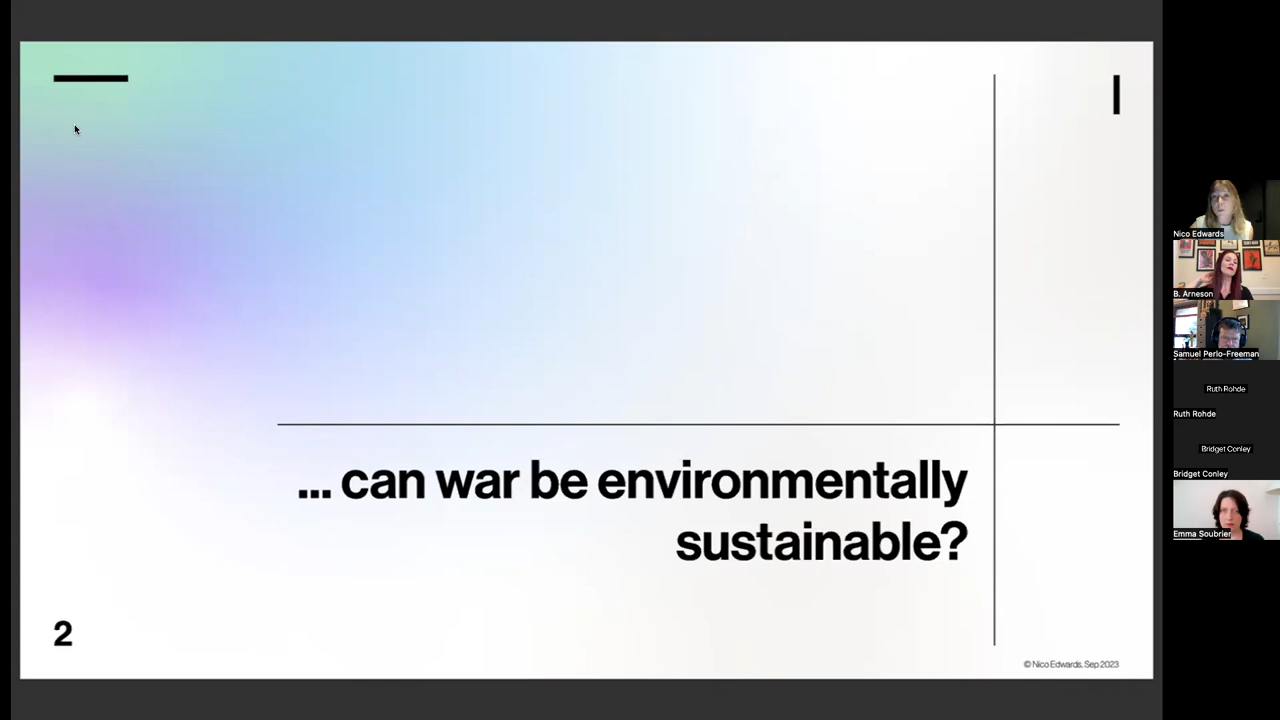 ... can war be environmentally
sustainable?
2
© Nico Edwards, Sep 2023
Nico Edwards
B. Arneson
Samuel Perlo-Freeman
Ruth Rohde
Ruth Rohde
Bridget Conley
Bridget Conley
Emma Soubrier